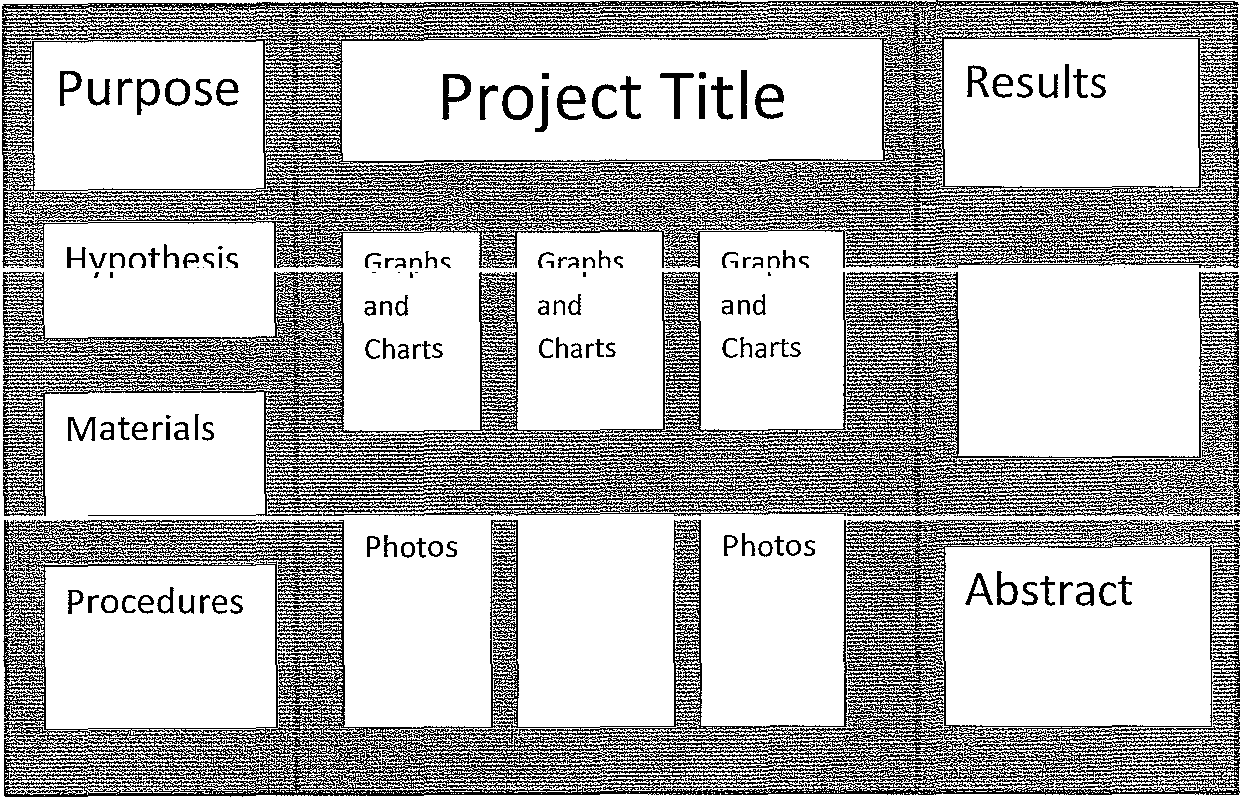 Purpose
Project Title
Results
Hypothesis
Graphs
and
Charts
Graphs
and
Charts
Graphs
and
Charts
Materials
Photos
Photos
Procedures
Abstract